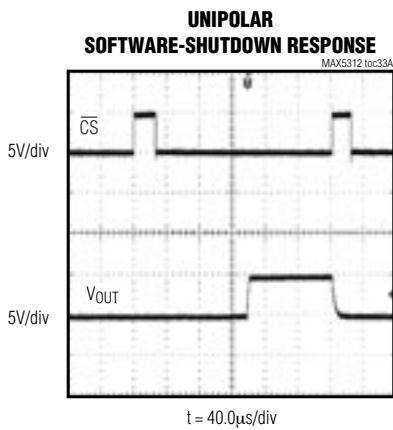 UNIPOLAR
SOFTWARE-SHUTDOWN RESPONSE
MAX5312 toc33A
CS
5V/div
VOUT
5V/div
t = 40.0μs/div